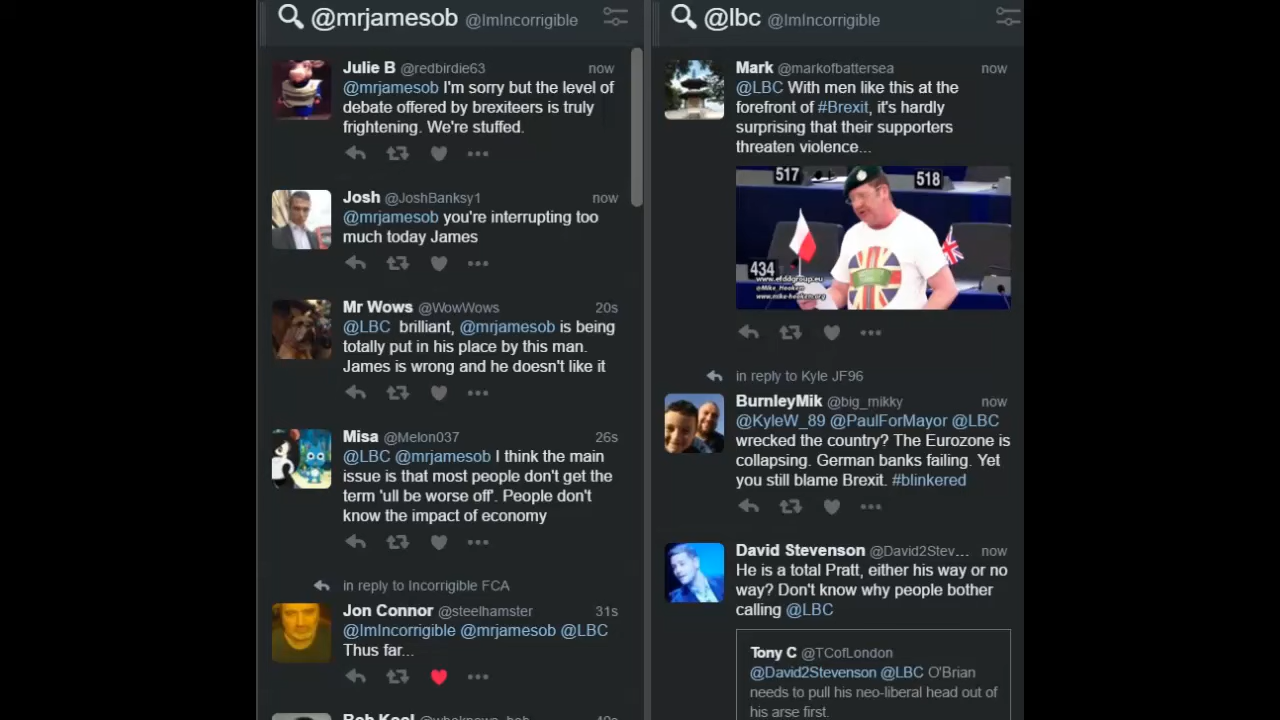 @mrjamesob @ImIncorrigible
Julie B @redbirdie63 now
@mrjamesob I'm sorry but the level of
debate offered by brexiteers is truly
frightening. We're stuffed.
Josh @JoshBanksy1 now
@mrjamesob you're interrupting too
much today James
Mr Wows @WowWows 20s
@LBC brilliant, @mrjamesob is being
totally put in his place by this man.
James is wrong and he doesn't like it
Misa @Melon037 26s
@LBC @mrjamesob I think the main
issue is that most people don't get the
term 'ull be worse off'. People don't
know the impact of economy
in reply to Incorrigible FCA
Jon Connor @steelhamster 31s
@ImIncorrigible @mrjamesob @LBC
Thus far...
@lbc @ImIncorrigible
Mark @markofbattersea now
@LBC With men like this at the
forefront of #Brexit, it's hardly
surprising that their supporters
threaten violence...
517 518
434
www.efddgroup.eu
@Mike_Hookem
www.mike-hookem.org
in reply to Kyle JF96
BurnleyMik @big_mikky now
@KyleW_89 @PaulForMayor @LBC
wrecked the country? The Eurozone is
collapsing. German banks failing. Yet
you still blame Brexit. #blinkered
David Stevenson @David2Stev... now
He is a total Pratt, either his way or no
way? Don't know why people bother
calling @LBC
Tony C @TCofLondon
@David2Stevenson @LBC O'Brian
needs to pull his neo-liberal head out of
his arse first.